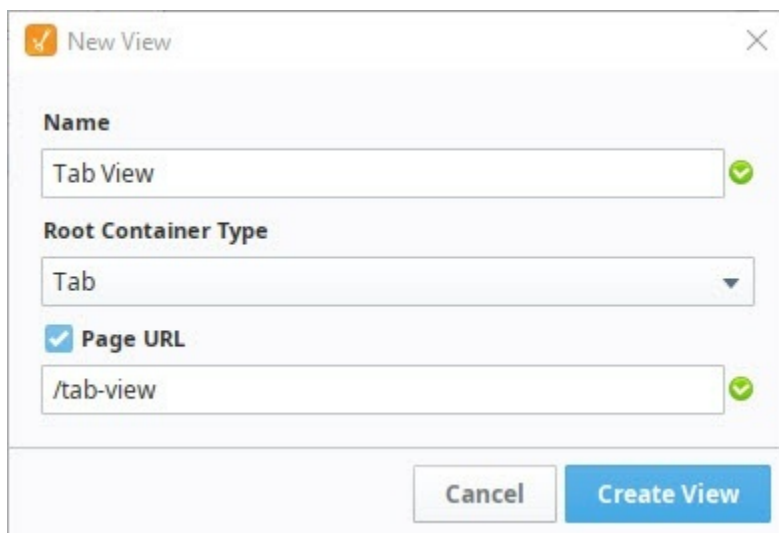 New View
Name
Tab View
Root Container Type
Tab
Page URL
/tab-view
Cancel Create View